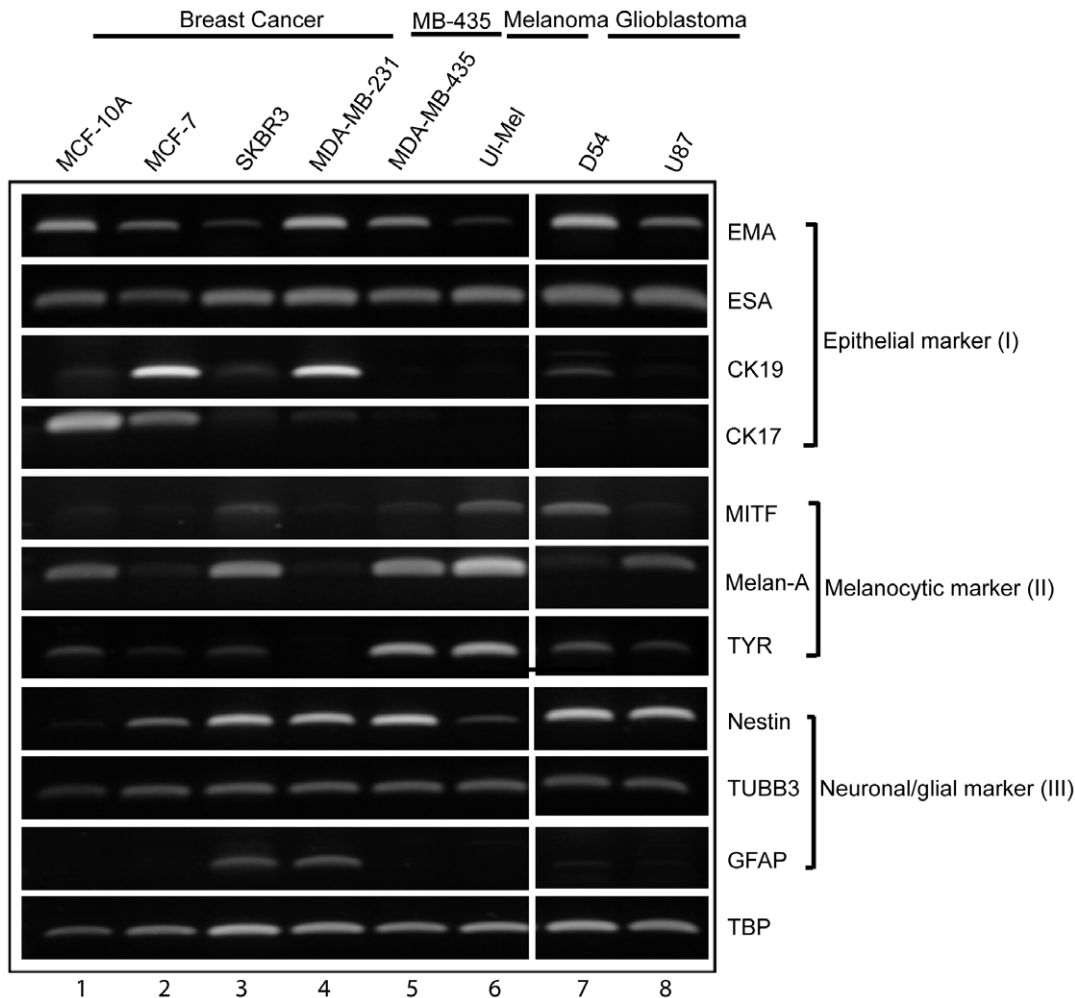 Breast Cancer MB-435 Melanoma Glioblastoma
MCF-10A MCF-7 SKBR3 MDA-MB-231 MDA-MB-435 UI-Mel D54 U87
EMA
ESA
Epithelial marker (I)
CK19
CK17
MITF
Melan-A
Melanocytic marker (II)
TYR
Nestin
TUBB3
Neuronal/glial marker (III)
GFAP
TBP
1 2 3 4 5 6 7 8